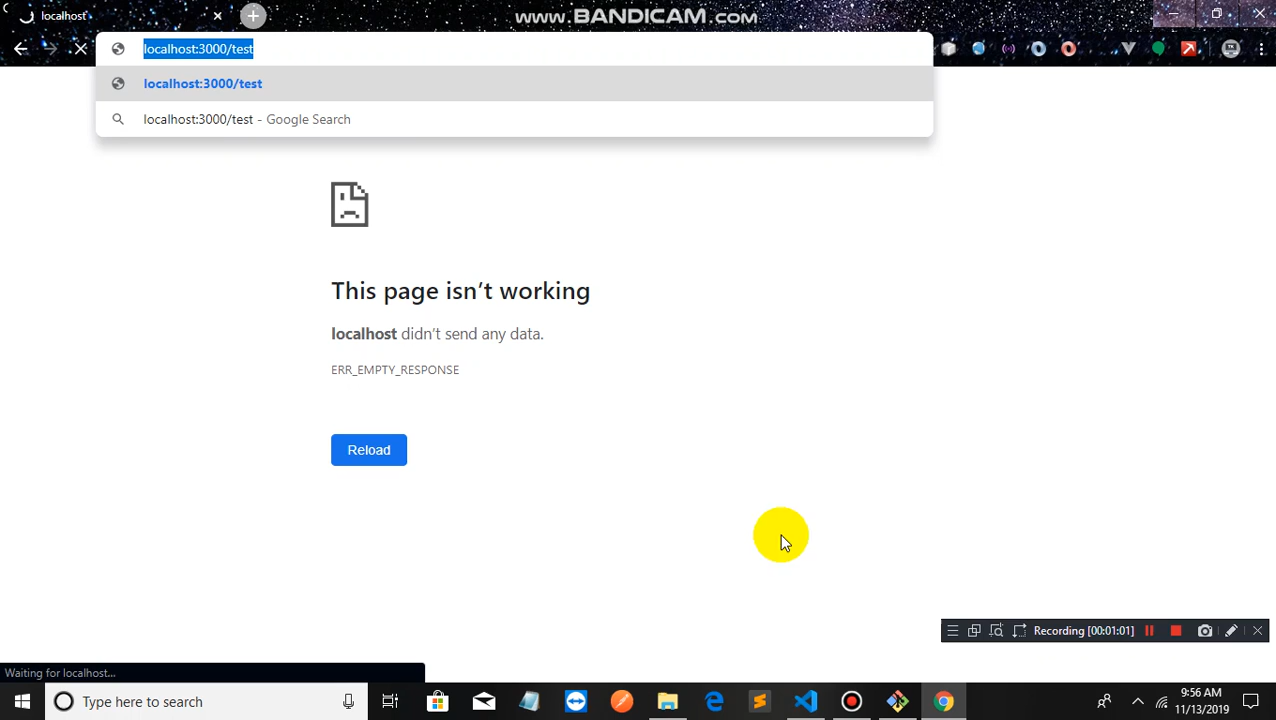 localhost
www.BANDICAM.com
localhost:3000/test
localhost:3000/test
localhost:3000/test - Google Search
This page isn't working
localhost didn't send any data.
ERR_EMPTY_RESPONSE
Reload
Recording [00:01:01]
Waiting for localhost...
Type here to search
9:56 AM
11/13/2019